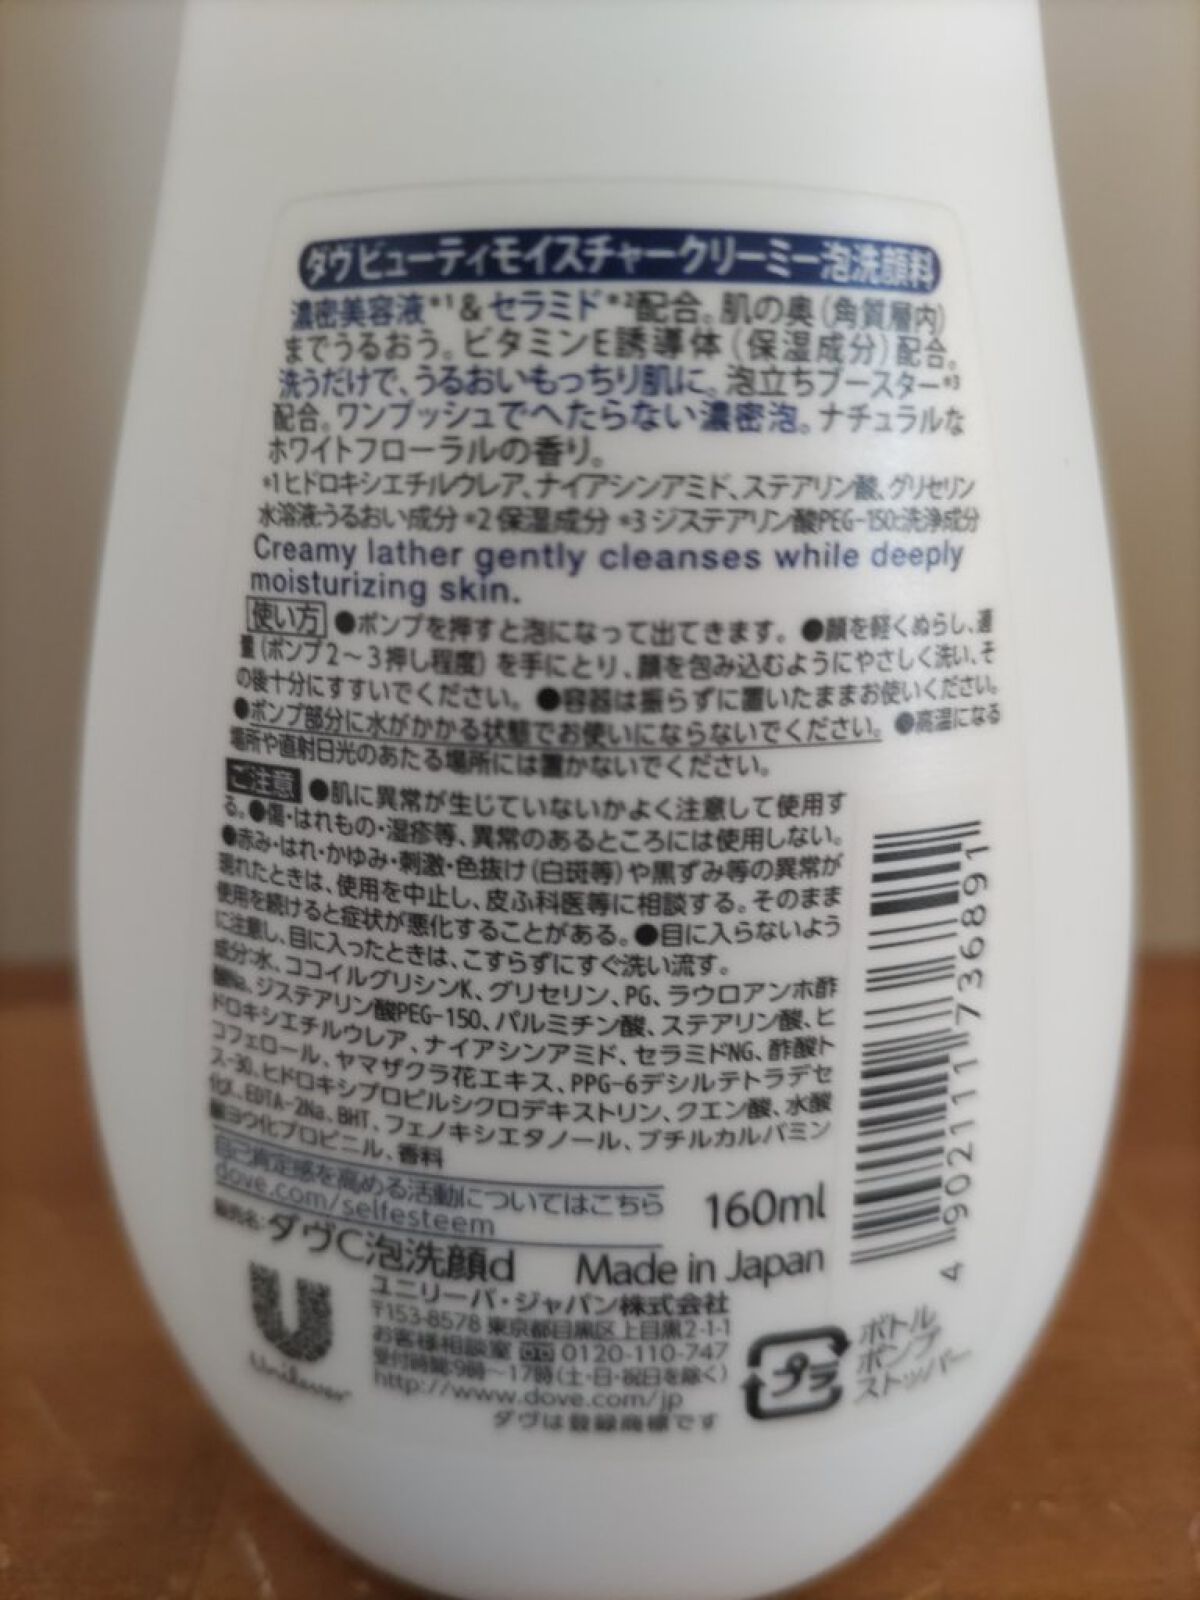 ダヴ ビューティモイスチャークリーミー泡洗顔料
濃密美容液*1&セラミド*2配合。肌の奥(角質層内)
までうるおう。ビタミンE誘導体(保湿成分)配合。
洗うだけで、うるおいもっちり肌に。泡立ちブースター*3
配合。ワンプッシュでへたらない濃密泡。ナチュラルな
ホワイトフローラルの香り。
*1ヒドロキシエチルウレア、ナイアシンアミド、ステアリン酸、グリセリン
水溶液:うるおい成分 *2 保湿成分 *3 ジステアリン酸PEG-150:洗浄成分
Creamy lather gently cleanses while deeply
moisturizing skin.
使い方 ●ポンプを押すと泡になって出てきます。●顔を軽くぬらし、適
量(ポンプ2〜3押し程度)を手にとり、顔を包み込むようにやさしく洗い、そ
の後十分にすすいでください。●容器は振らずに置いたままお使いください。
●ポンプ部分に水がかかる状態でお使いにならないでください。●高温になる
場所や直射日光のあたる場所には置かないでください。
ご注意 ●肌に異常が生じていないかよく注意して使用す
る。●傷・はれもの・湿疹等、異常のあるところには使用しない。
●赤み・はれ・かゆみ・刺激・色抜け(白斑等)や黒ずみ等の異常が
現れたときは、使用を中止し、皮ふ科医等に相談する。そのまま
使用を続けると症状が悪化することがある。●目に入らないよう
に注意し、目に入ったときは、こすらずにすぐ洗い流す。
成分:水、ココイルグリシンK、グリセリン、PG、ラウロアンホ酢
酸Na、ジステアリン酸PEG-150、パルミチン酸、ステアリン酸、ヒ
ドロキシエチルウレア、ナイアシンアミド、セラミドNG、酢酸ト
コフェロール、ヤマザクラ花エキス、PPG-6デシルテトラデセ
ス-30、ヒドロキシプロピルシクロデキストリン、クエン酸、水酸
化K、EDTA-2Na、BHT、フェノキシエタノール、ブチルカルバミン
酸ヨウ化プロピニル、香料
自己肯定感を高める活動についてはこちら
dove.com/selfesteem
160ml
販売名:ダヴC泡洗顔d
Made in Japan
ユニリーバ・ジャパン株式会社
〒153-8578 東京都目黒区上目黒2-1-1
お客様相談室 0120-110-747
受付時間:9時〜17時(土・日・祝日を除く)
http://www.dove.com/jp
ダヴは登録商標です
Unilever
プラ
ボトル
ポンプ
ストッパー
4 902111 736891